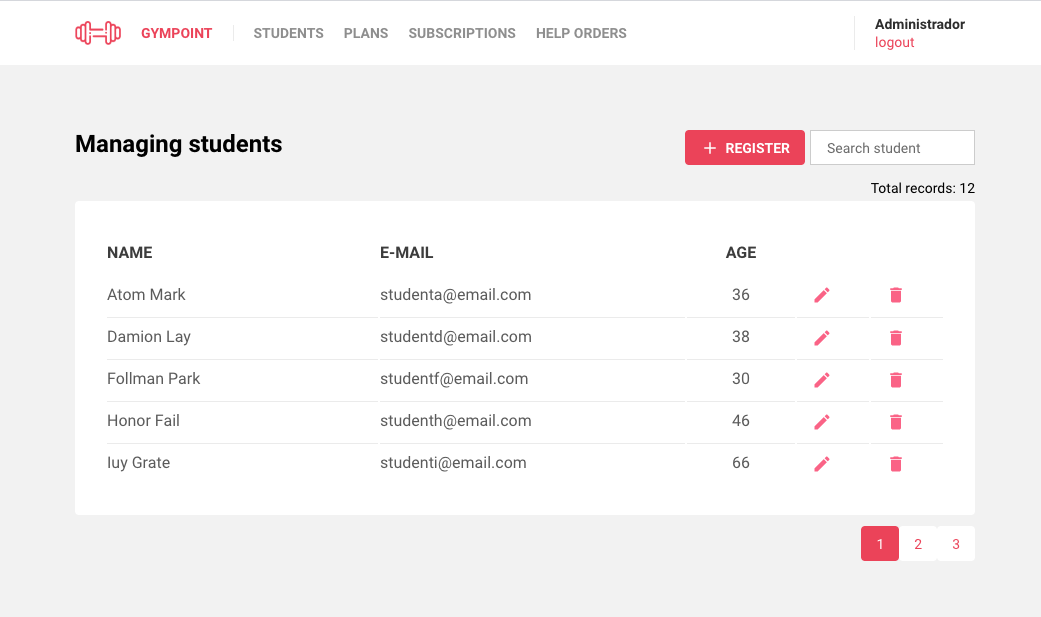 GYMPOINT STUDENTS PLANS SUBSCRIPTIONS HELP ORDERS Administrador
logout
Managing students REGISTER Search student
Total records: 12
NAME E-MAIL AGE
Atom Mark studenta@email.com 36
Damion Lay studentd@email.com 38
Follman Park studentf@email.com 30
Honor Fail studenth@email.com 46
Iuy Grate studenti@email.com 66
1 2 3